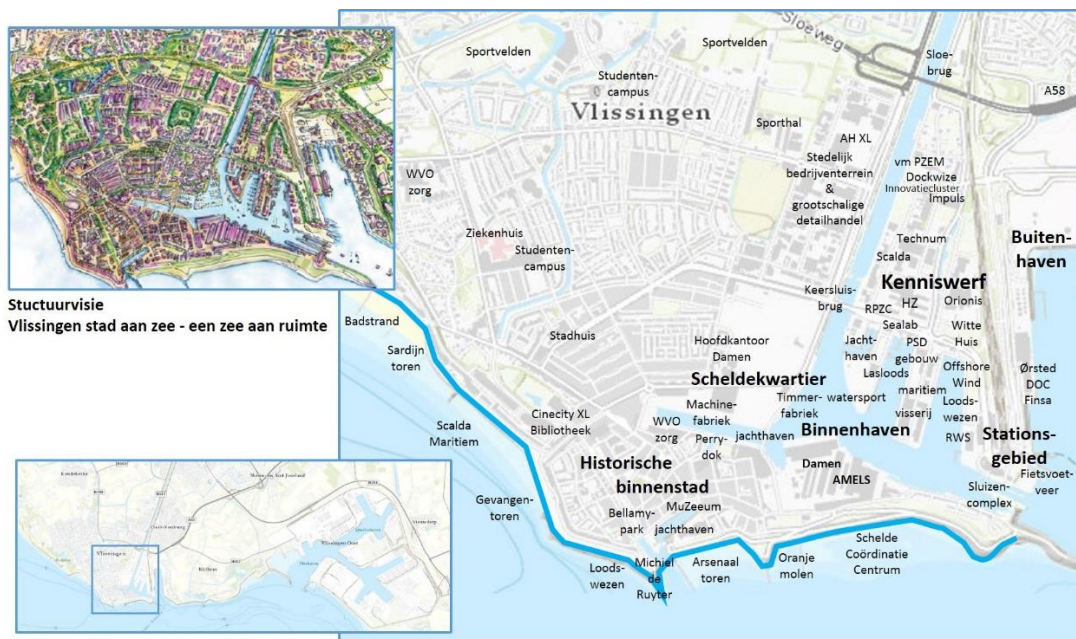 Stuctuurvisie
Vlissingen stad aan zee - een zee aan ruimte
Sloeweg
Sportvelden
Sportvelden
Sloe-
brug
Studenten-
campus
A58
Vlissingen
Sporthal
AH XL
Stedelijk
bedrijventerrein
&
grootschalige
detailhandel
vm PZEM
Dockwize
Innovatiecluster
Impuls
WVO
zorg
Ziekenhuis
Studenten-
campus
Technum
Scalda
Buiten-
haven
Kenniswerf
Keersluis-
brug
RPZC
HZ
Orionis
Sealab
Witte
Huis
Badstrand
Sardijn
toren
Stadhuis
Hoofdkantoor
Damen
Jacht-
haven
PSD
gebouw
Lasloods
Offshore
Wind
Ørsted
DOC
Finsa
Scheldekwartier
Timmer-
fabriek
watersport
maritiem
visserij
Loods-
wezen
Machine-
fabriek
Cinecity XL
Bibliotheek
WVO
zorg
Perry-
dok
jachthaven
Binnenhaven
RWS
Stations-
gebied
Scalda
Maritiem
Historische
binnenstad
Damen
AMELS
Fietsvoet-
veer
Sluizen-
complex
Gevangen-
toren
MuZeeum
Bellamy-
park
jachthaven
Loods-
wezen
Michiel
de
Ruyter
Arsenaal
toren
Oranje
molen
Schelde
Coördinatie
Centrum
Vlissingen